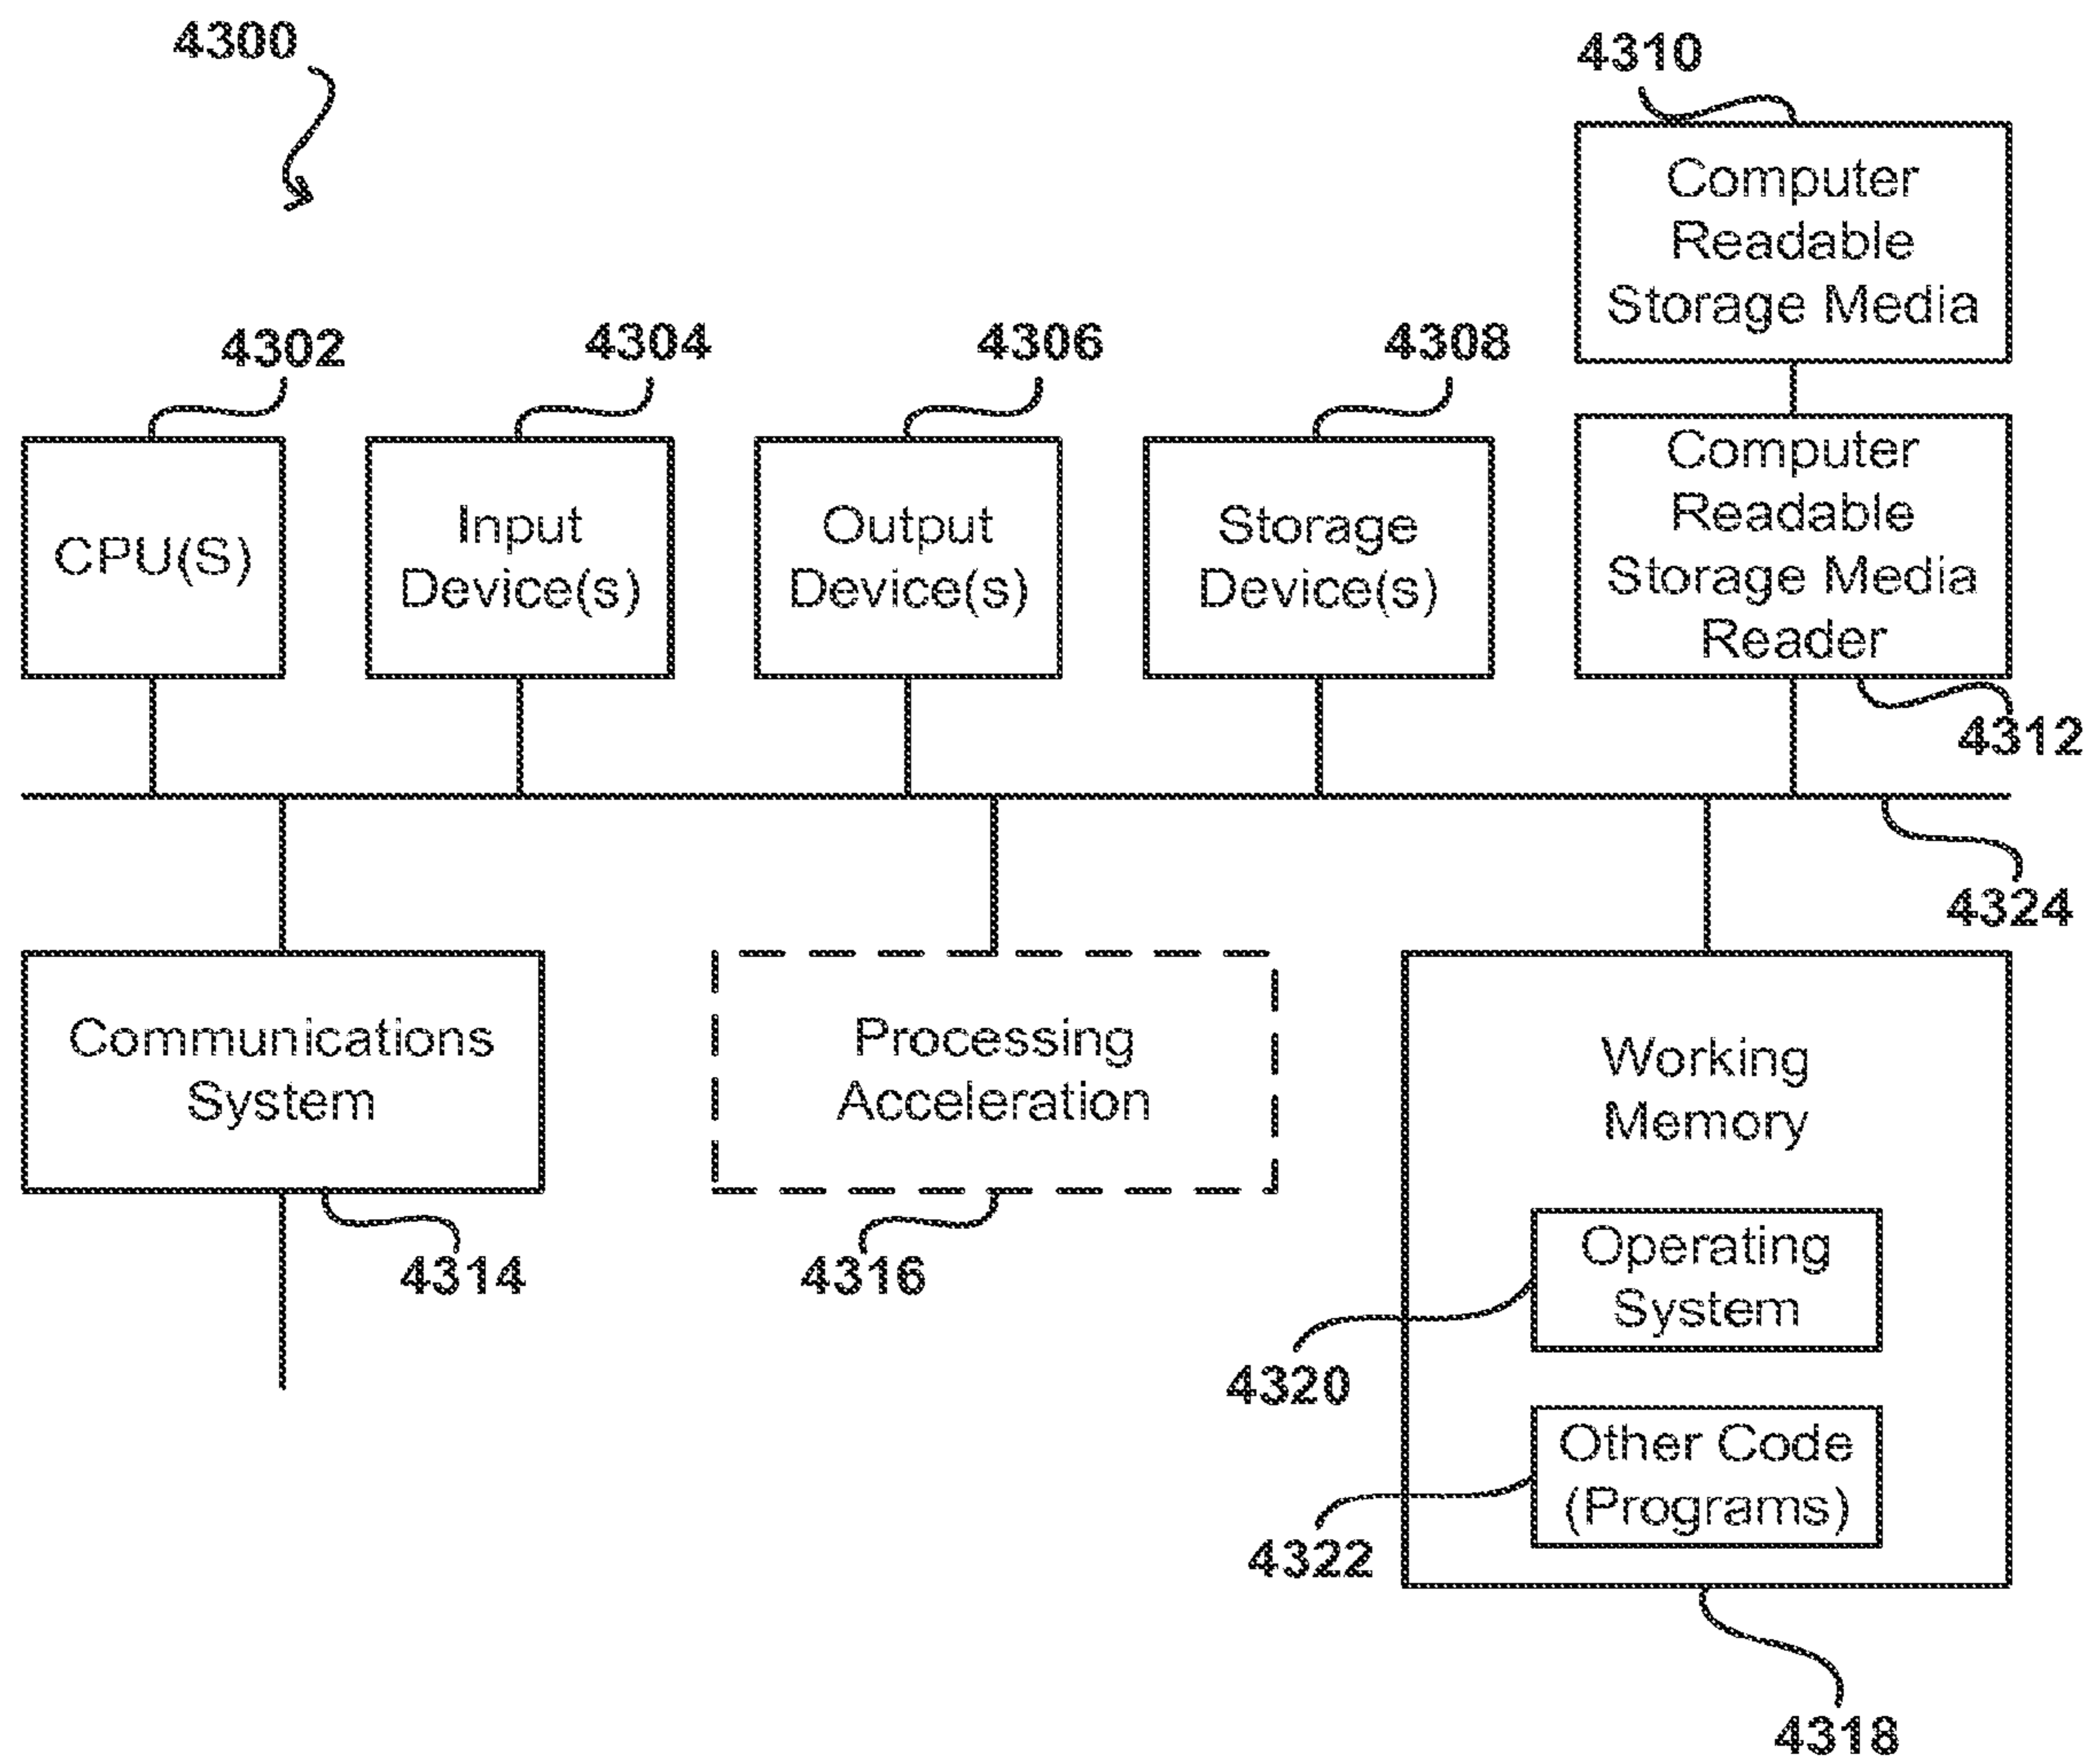 4300
4310
Computer
Readable
Storage Media
4302
4304
4306
4308
CPU(S)
Input
Device(s)
Output
Device(s)
Storage
Device(s)
Computer
Readable
Storage Media
Reader
4312
4324
Communications
System
Processing
Acceleration
Working
Memory
4314
4316
Operating
System
4320
Other Code
(Programs)
4322
4318